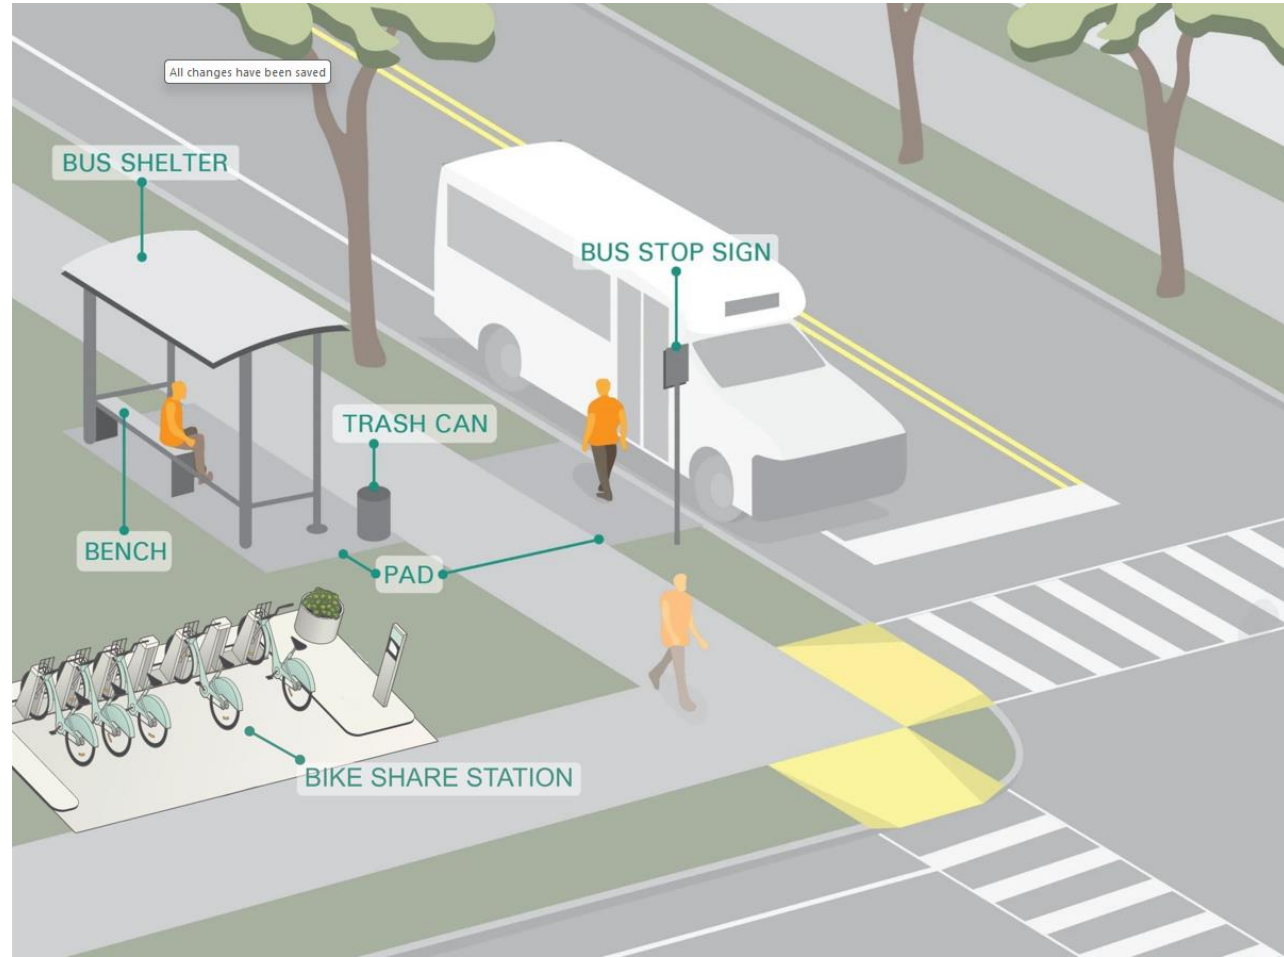 All changes have been saved
BUS SHELTER
BUS STOP SIGN
TRASH CAN
BENCH
PAD
BIKE SHARE STATION